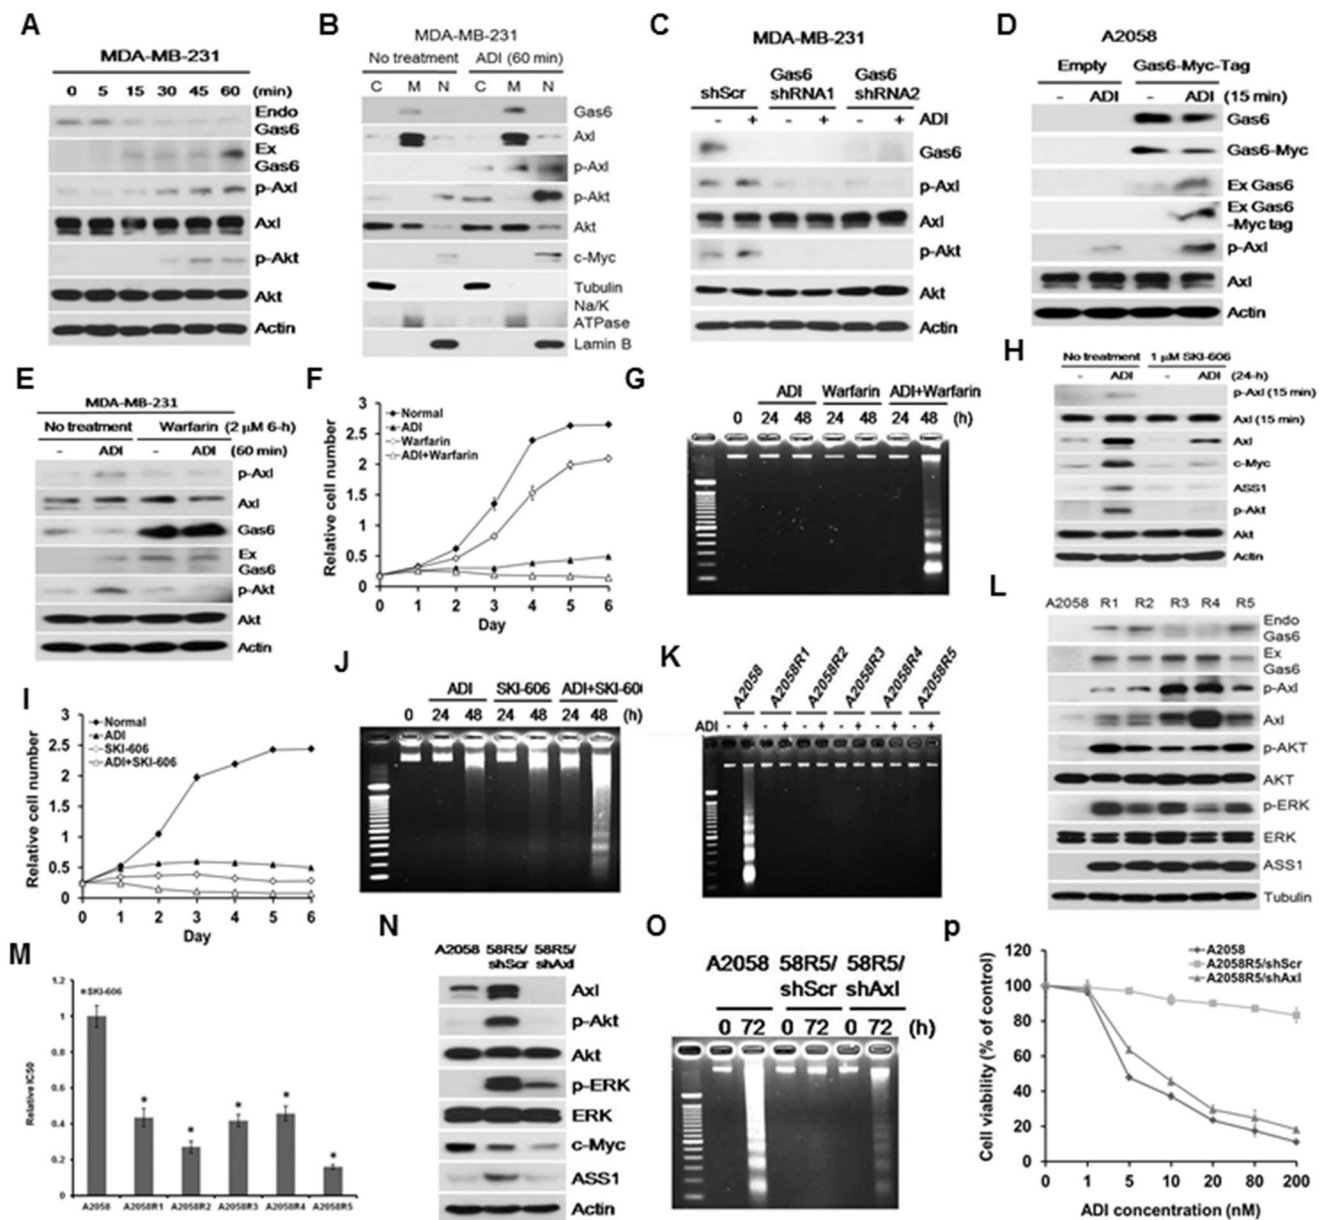 A
MDA-MB-231
0 5 15 30 45 60 (min)
Endo
Gas6
Ex
Gas6
p-Axl
Axl
p-Akt
Akt
Actin
B
MDA-MB-231
No treatment ADI (60 min)
C M N C M N
Gas6
Axl
p-Axl
p-Akt
Akt
c-Myc
Tubulin
Na/K
ATPase
Lamin B
C
MDA-MB-231
shScr Gas6 shRNA1 Gas6 shRNA2
- + - + - + ADI
Gas6
p-Axl
Axl
p-Akt
Akt
Actin
D
A2058
Empty Gas6-Myc-Tag
- ADI - ADI (15 min)
Gas6
Gas6-Myc
Ex Gas6
Ex Gas6
-Myc tag
p-Axl
Axl
Actin
E
MDA-MB-231
No treatment Warfarin (2 μM 6-h)
- ADI - ADI (60 min)
p-Axl
Axl
Gas6
Ex
Gas6
p-Akt
Akt
Actin
F
Relative cell number
3
2.5
2
1.5
1
0.5
0
Normal
ADI
Warfarin
ADI+Warfarin
0 1 2 3 4 5 6
Day
G
ADI Warfarin ADI+Warfarin
0 24 48 24 48 24 48 (h)
H
No treatment 1 μM SKI-606
- ADI - ADI (24-h)
p-Axl (15 min)
Axl (15 min)
Axl
c-Myc
ASS1
p-Akt
Akt
Actin
I
Relative cell number
3
2.5
2
1.5
1
0.5
0
Normal
ADI
SKI-606
ADI+SKI-606
0 1 2 3 4 5 6
Day
J
ADI SKI-606 ADI+SKI-60
0 24 48 24 48 24 48 (h)
K
A2058 A2058R1 A2058R2 A2058R3 A2058R4 A2058R5
ADI - + - + - + - + - + - +
L
A2058 R1 R2 R3 R4 R5
Endo
Gas6
Ex
Gas6
p-Axl
Axl
p-AKT
AKT
p-ERK
ERK
ASS1
Tubulin
M
Relative IC50
1.2
1
0.8
0.6
0.4
0.2
0
SKI-606
* * * * *
A2058 A2058R1 A2058R2 A2058R3 A2058R4 A2058R5
N
A2058 58R5/shScr 58R5/shAxl
Axl
p-Akt
Akt
p-ERK
ERK
c-Myc
ASS1
Actin
O
A2058 58R5/shScr 58R5/shAxl
0 72 0 72 0 72 (h)
p
Cell viability (% of control)
120
100
80
60
40
20
0
A2058
A2058R5/shScr
A2058R5/shAxl
0 1 5 10 20 80 200
ADI concentration (nM)